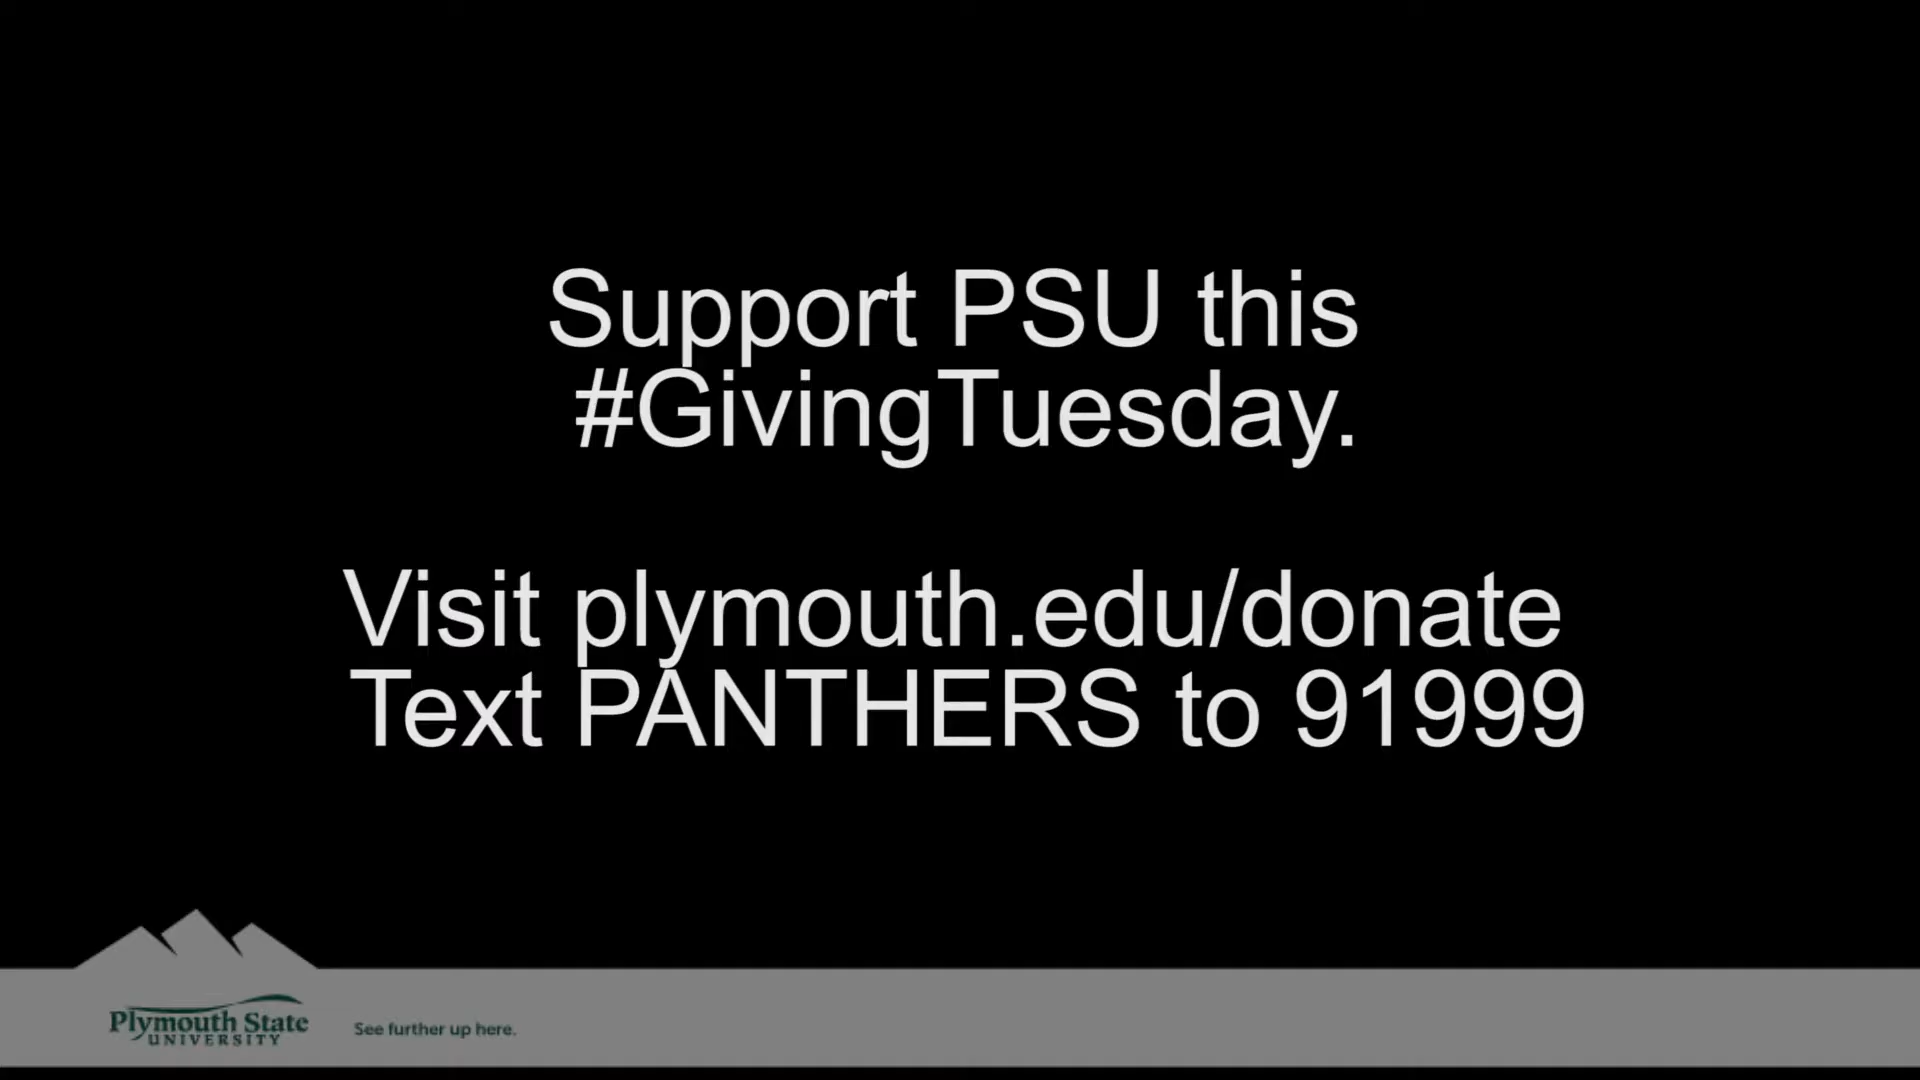 Support PSU this
#GivingTuesday.
Visit plymouth.edu/donate
Text PANTHERS to 91999
Plymouth State
UNIVERSITY
See further up here.